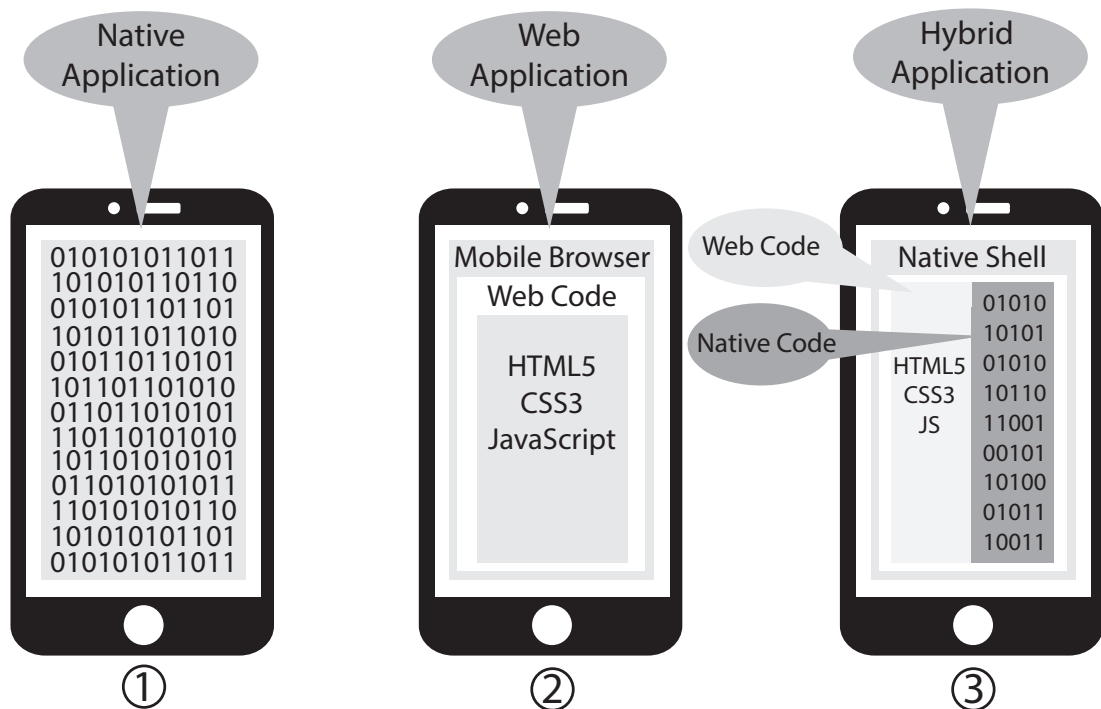 Native
Application
Web
Application
Hybrid
Application
010101011011
101010110110
010101101101
101011011010
010110110101
101101101010
011011010101
110110101010
101101010101
011010101011
110101010110
101010101101
010101011011
Mobile Browser
Web Code
HTML5
CSS3
JavaScript
Web Code
Native Code
Native Shell
HTML5
CSS3
JS
01010
10101
01010
10110
11001
00101
10100
01011
10011
①
②
③